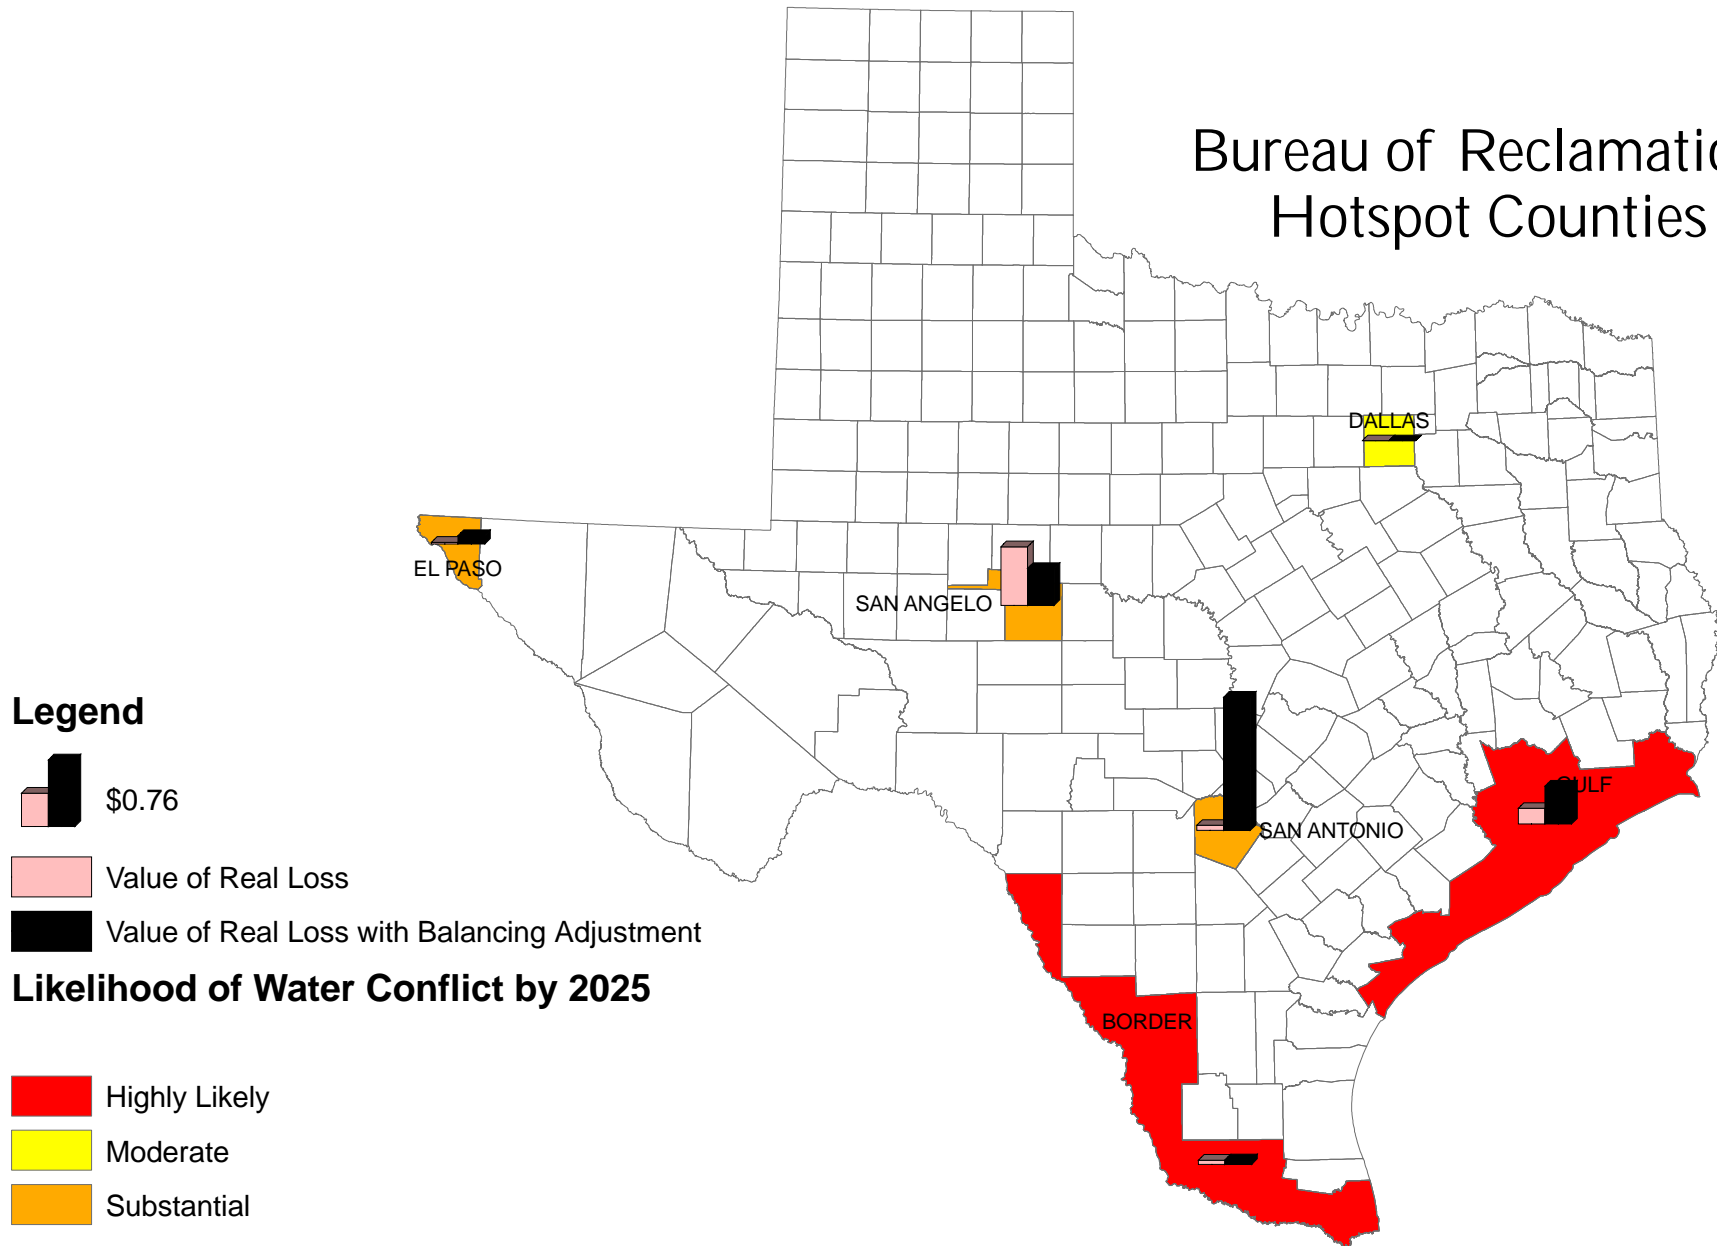 Bureau of Reclamatio
Hotspot Counties
DALLAS
EL PASO
SAN ANGELO
SAN ANTONIO
GULF
BORDER
Legend
$0.76
Value of Real Loss
Value of Real Loss with Balancing Adjustment
Likelihood of Water Conflict by 2025
Highly Likely
Moderate
Substantial